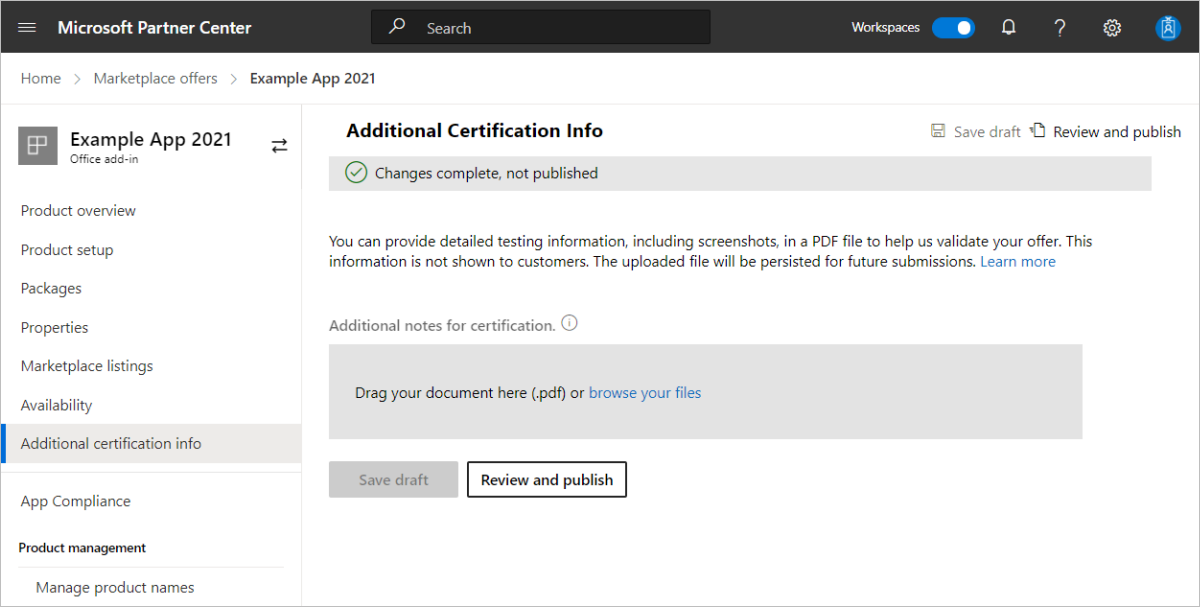 Microsoft Partner Center
Search
Workspaces
Home > Marketplace offers > Example App 2021
Example App 2021
Office add-in
Product overview
Product setup
Packages
Properties
Marketplace listings
Availability
Additional certification info
App Compliance
Product management
Manage product names
Additional Certification Info
Save draft
Review and publish
Changes complete, not published
You can provide detailed testing information, including screenshots, in a PDF file to help us validate your offer. This
information is not shown to customers. The uploaded file will be persisted for future submissions. Learn more
Additional notes for certification.
Drag your document here (.pdf) or browse your files
Save draft
Review and publish